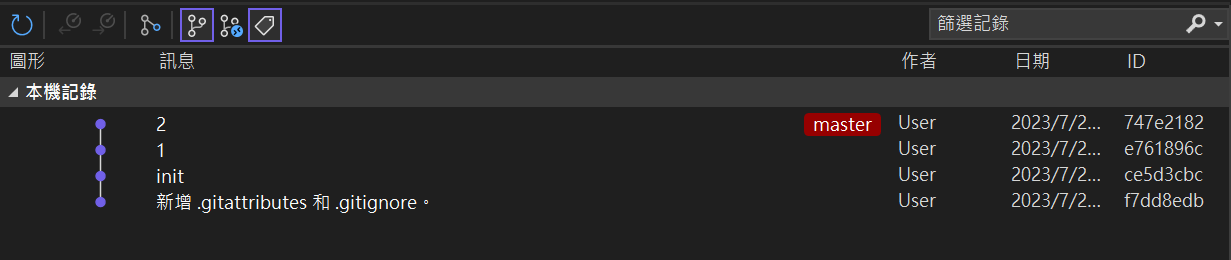 篩選記錄
圖形 訊息 作者 日期 ID
本機記錄
2 master User 2023/7/2... 747e2182
1 User 2023/7/2... e761896c
init User 2023/7/2... ce5d3cbc
新增 .gitattributes 和 .gitignore。 User 2023/7/2... f7dd8edb